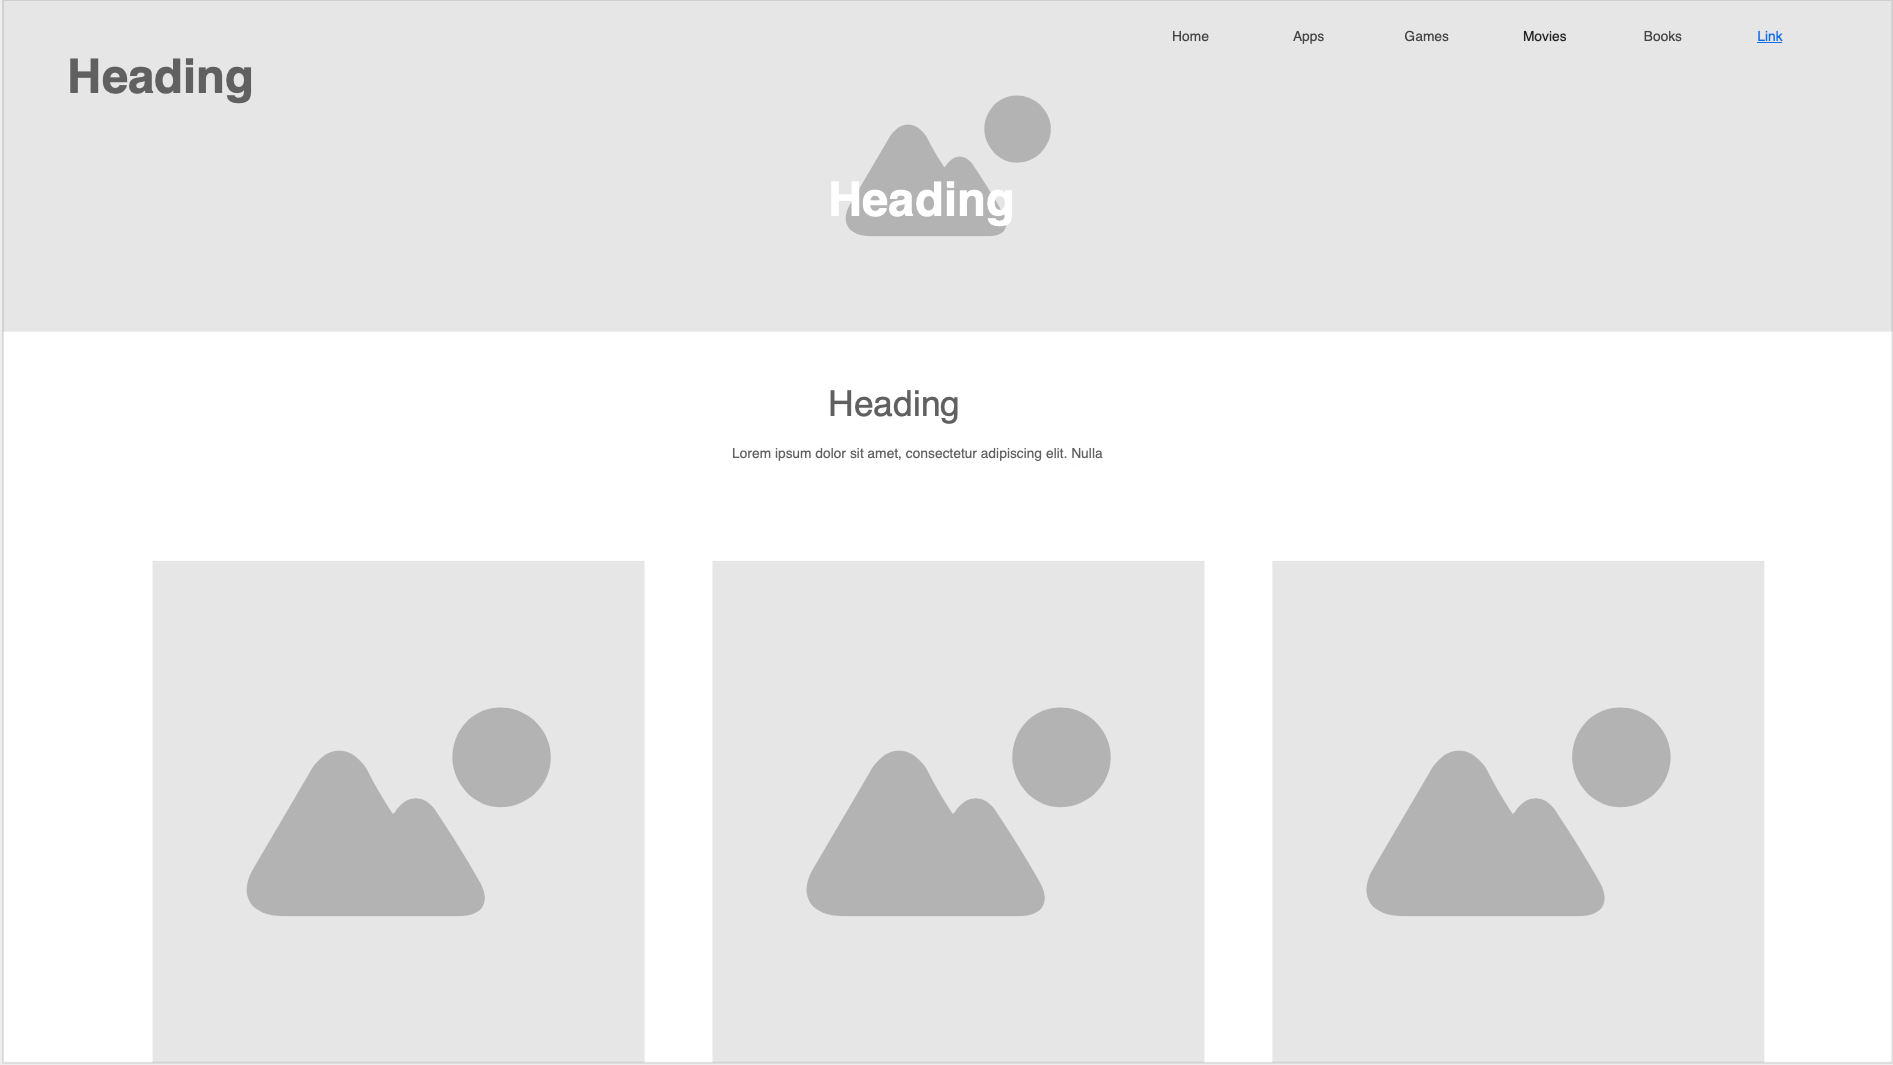 Home Apps Games Movies Books Link
Heading
Heading
Heading
Lorem ipsum dolor sit amet, consectetur adipiscing elit. Nulla